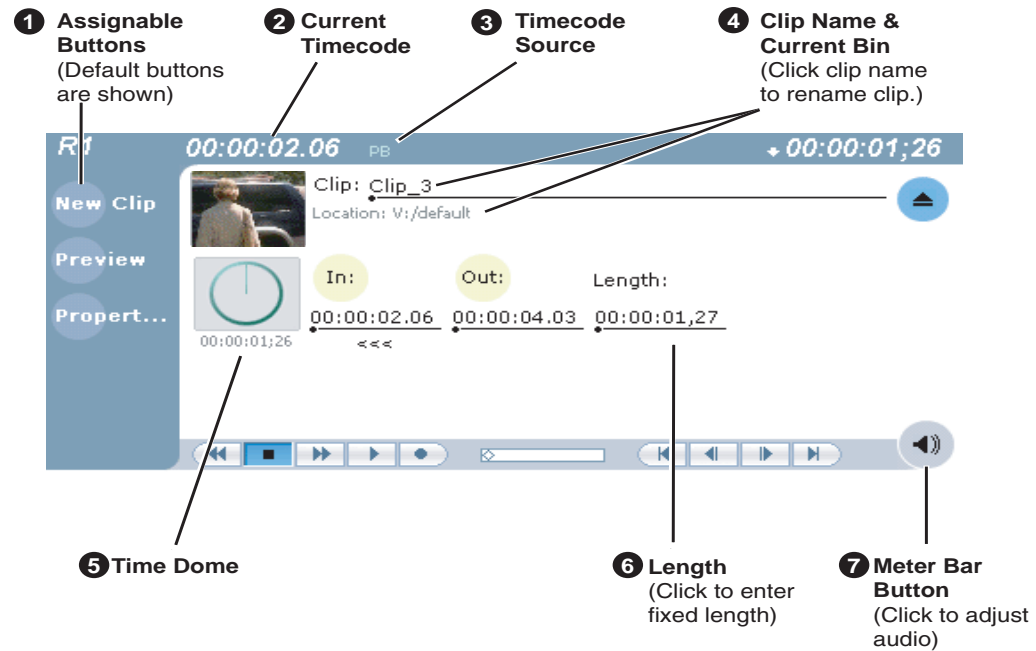 1 Assignable
Buttons
(Default buttons
are shown)
2 Current
Timecode
3 Timecode
Source
4 Clip Name &
Current Bin
(Click clip name
to rename clip.)
R1
00:00:02.06
PB
00:00:01;26
New Clip
Preview
Propert...
Clip: Clip_3
Location: V:/default
In:
Out:
Length:
00:00:02.06
00:00:04.03
00:00:01,27
00:00:01;26
<<<
5 Time Dome
6 Length
(Click to enter
fixed length)
7 Meter Bar
Button
(Click to adjust
audio)